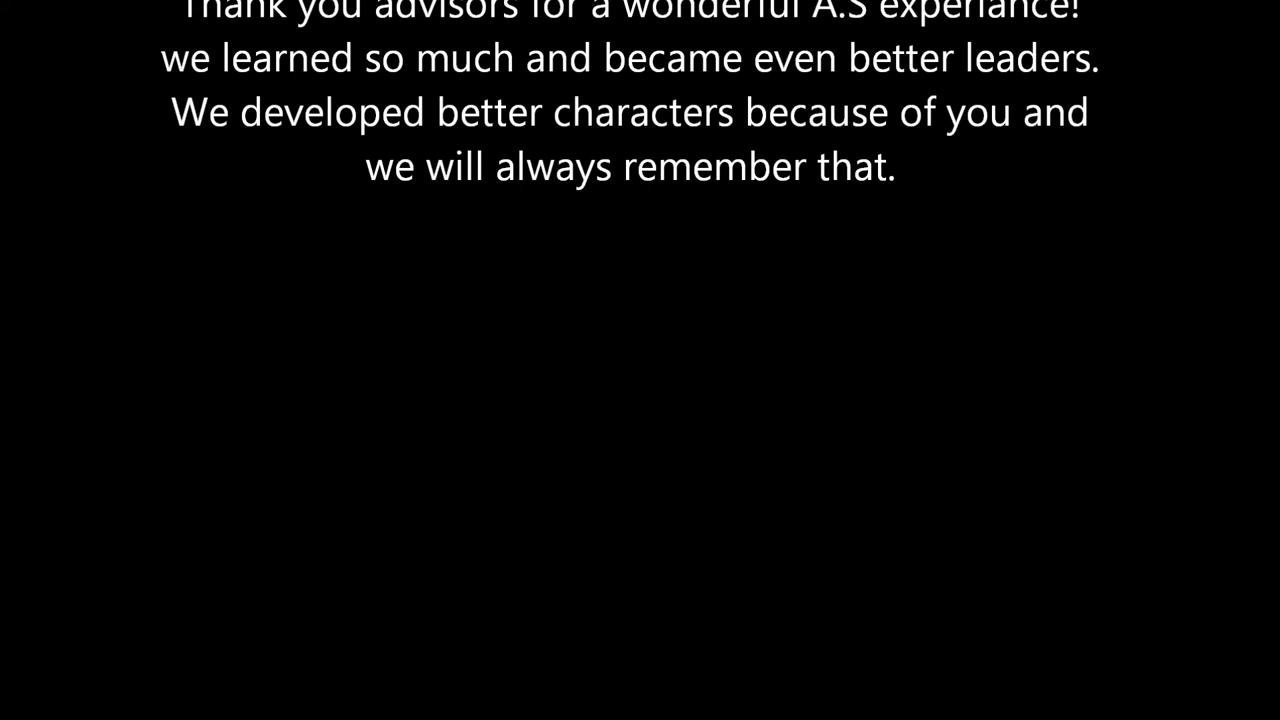 Thank you advisors for a wonderful A.S experiance!
we learned so much and became even better leaders.
We developed better characters because of you and
we will always remember that.